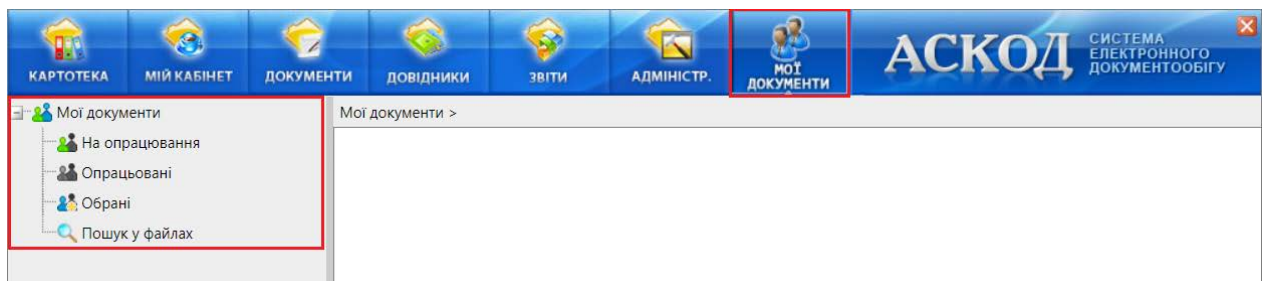 КАРТОТЕКА
МІЙ КАБІНЕТ
ДОКУМЕНТИ
ДОВІДНИКИ
ЗВІТИ
АДМІНІСТР.
МОЇ
ДОКУМЕНТИ
АСКОД
СИСТЕМА
ЕЛЕКТРОННОГО
ДОКУМЕНТООБІГУ
Мої документи
На опрацювання
Опрацьовані
Обрані
Пошук у файлах
Мої документи >